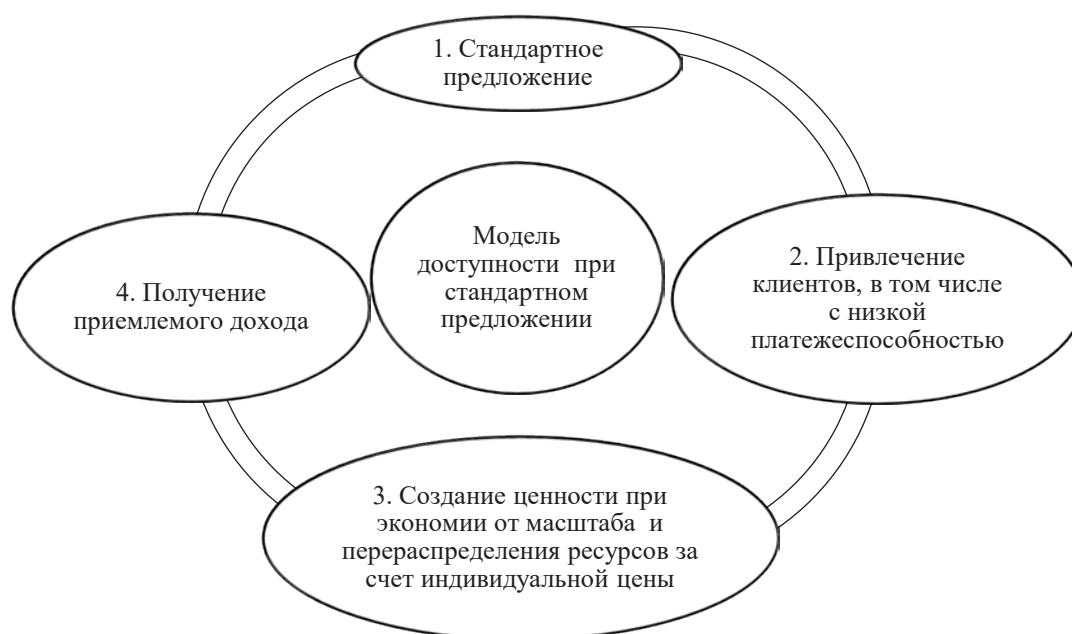 1. Стандартное
предложение
Модель
доступности при
стандартном
предложении
2. Привлечение
клиентов, в том числе
с низкой
платежеспособностью
3. Создание ценности при
экономии от масштаба и
перераспределения ресурсов за
счет индивидуальной цены
4. Получение
приемлемого дохода